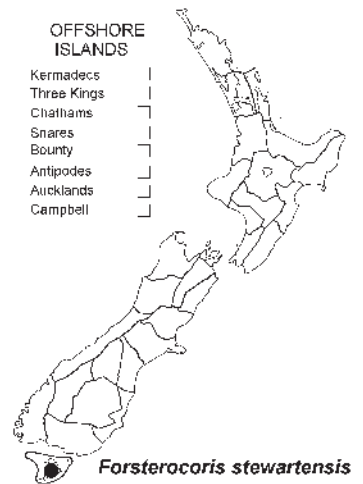 OFFSHORE
ISLANDS
Kermadecs
Three Kings
Chathams
Snares
Bounty
Antipodes
Aucklands
Campbell
Forsterocoris stewartensis